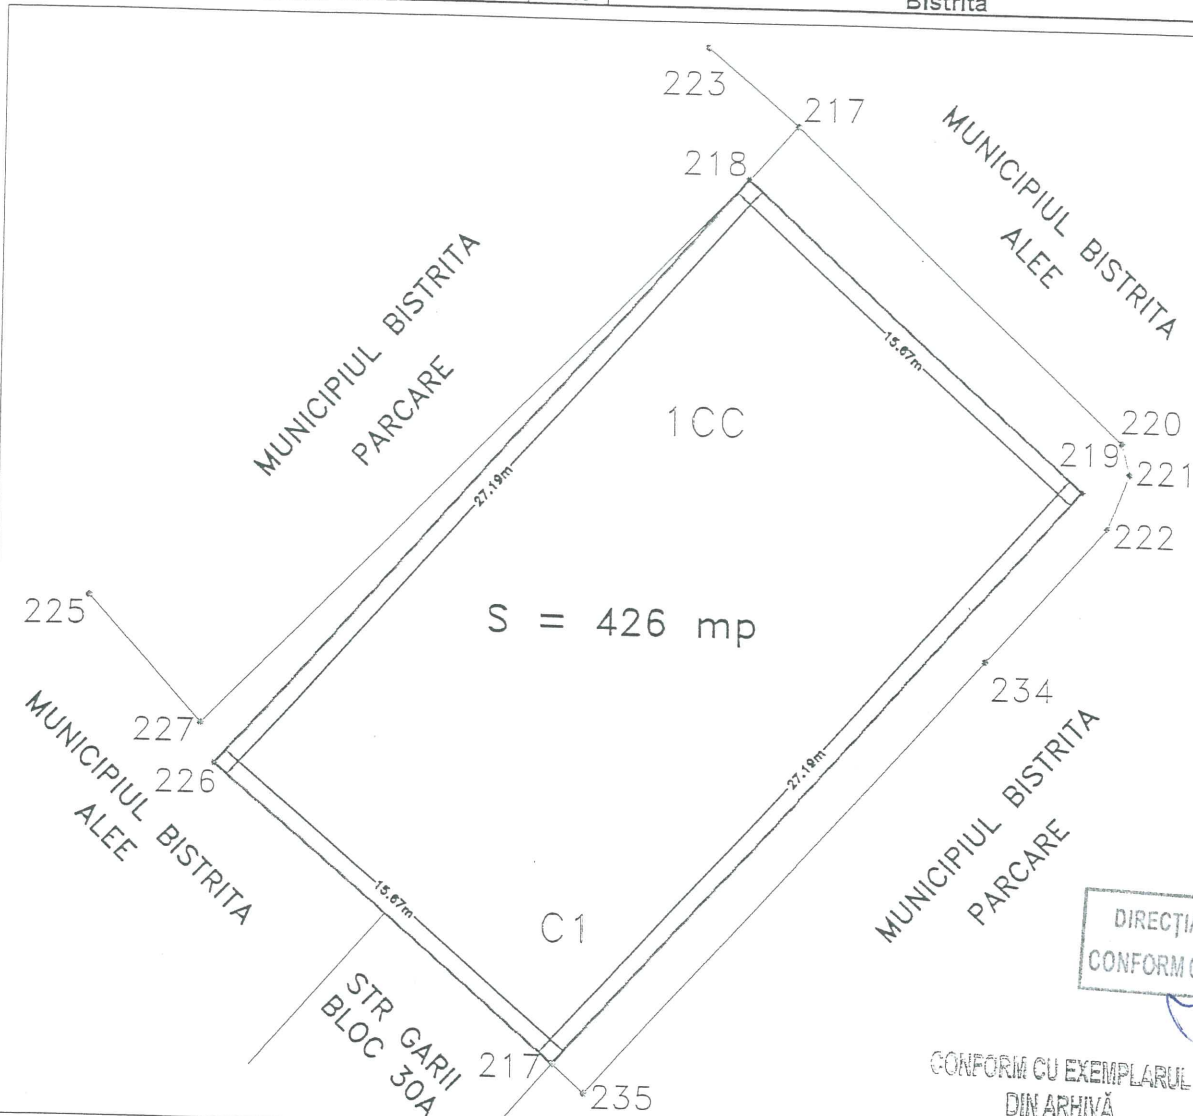 Bistrita
223
217
218
MUNICIPIUL BISTRITA
ALEE
MUNICIPIUL BISTRITA
PARCARE
15.67m
1CC
220
219
221
27.19m
222
225
S = 426 mp
234
227
226
MUNICIPIUL BISTRITA
ALEE
MUNICIPIUL BISTRITA
PARCARE
27.19m
15.67m
C1
STR GARII
BLOC 30A
217
235
DIRECȚIA
CONFORM
CONFORM CU EXEMPLARUL
DIN ARHIVĂ